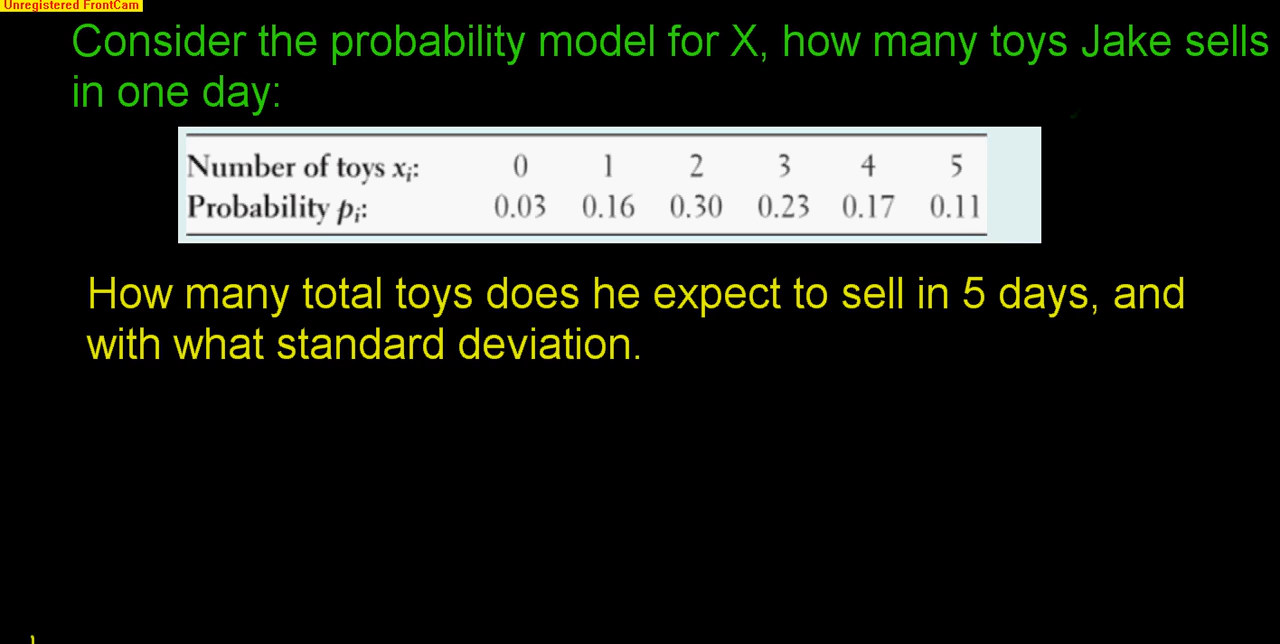 Unregistered FrontCam
Consider the probability model for X, how many toys Jake sells
in one day:
Number of toys xᵢ: 0 1 2 3 4 5
Probability pᵢ: 0.03 0.16 0.30 0.23 0.17 0.11
How many total toys does he expect to sell in 5 days, and
with what standard deviation.